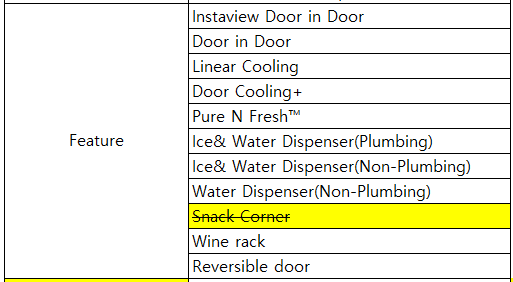 Instaview Door in Door
Door in Door
Linear Cooling
Door Cooling+
Pure N Fresh™
Feature
Ice& Water Dispenser(Plumbing)
Ice& Water Dispenser(Non-Plumbing)
Water Dispenser(Non-Plumbing)
Snack Corner
Wine rack
Reversible door